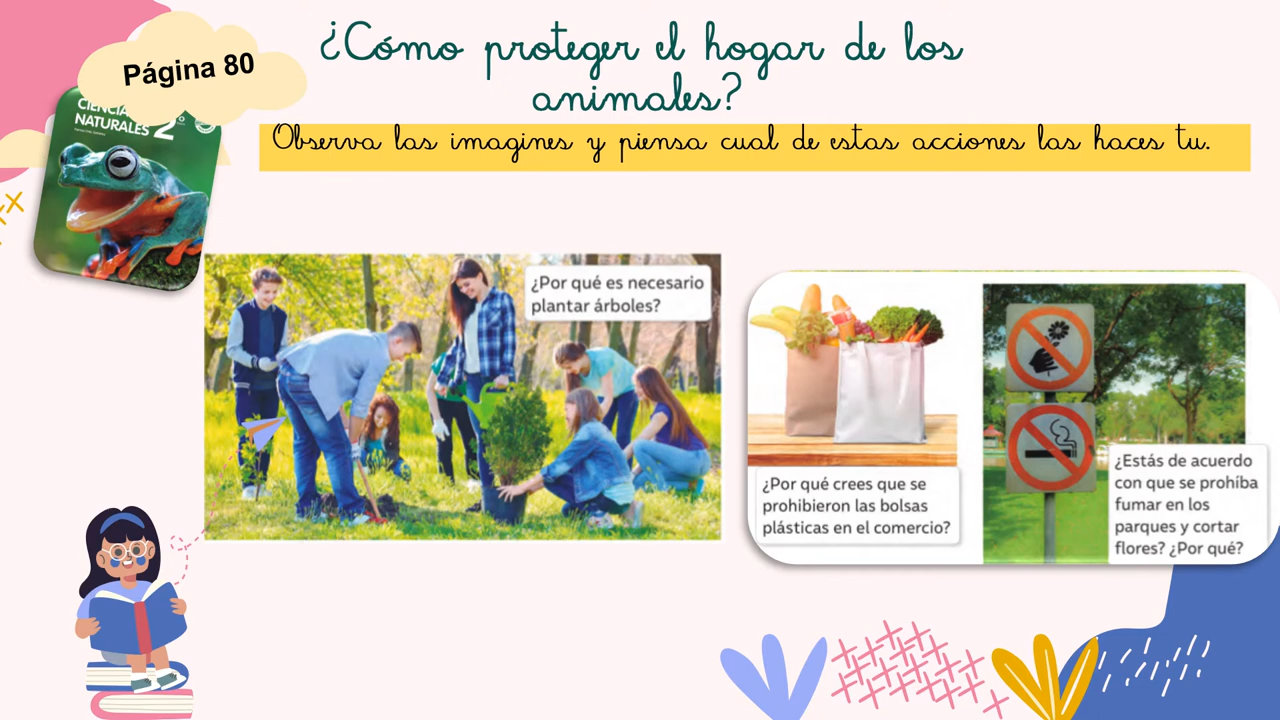 Página 80
CIENCIAS
NATURALES 2°
¿Cómo proteger el hogar de los
animales?
Observa las imagines y piensa cual de estas acciones las haces tu.
¿Por qué es necesario
plantar árboles?
¿Por qué crees que se
prohibieron las bolsas
plásticas en el comercio?
¿Estás de acuerdo
con que se prohíba
fumar en los
parques y cortar
flores? ¿Por qué?